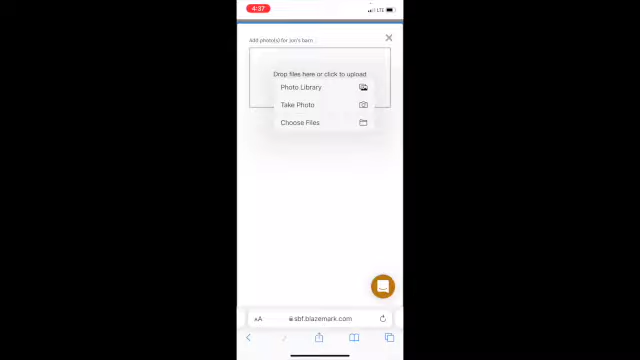 4:37
LTE
Add photo(s) for jon's barn
Drop files here or click to upload
Photo Library
Take Photo
Choose Files
AA
sbf.blazemark.com